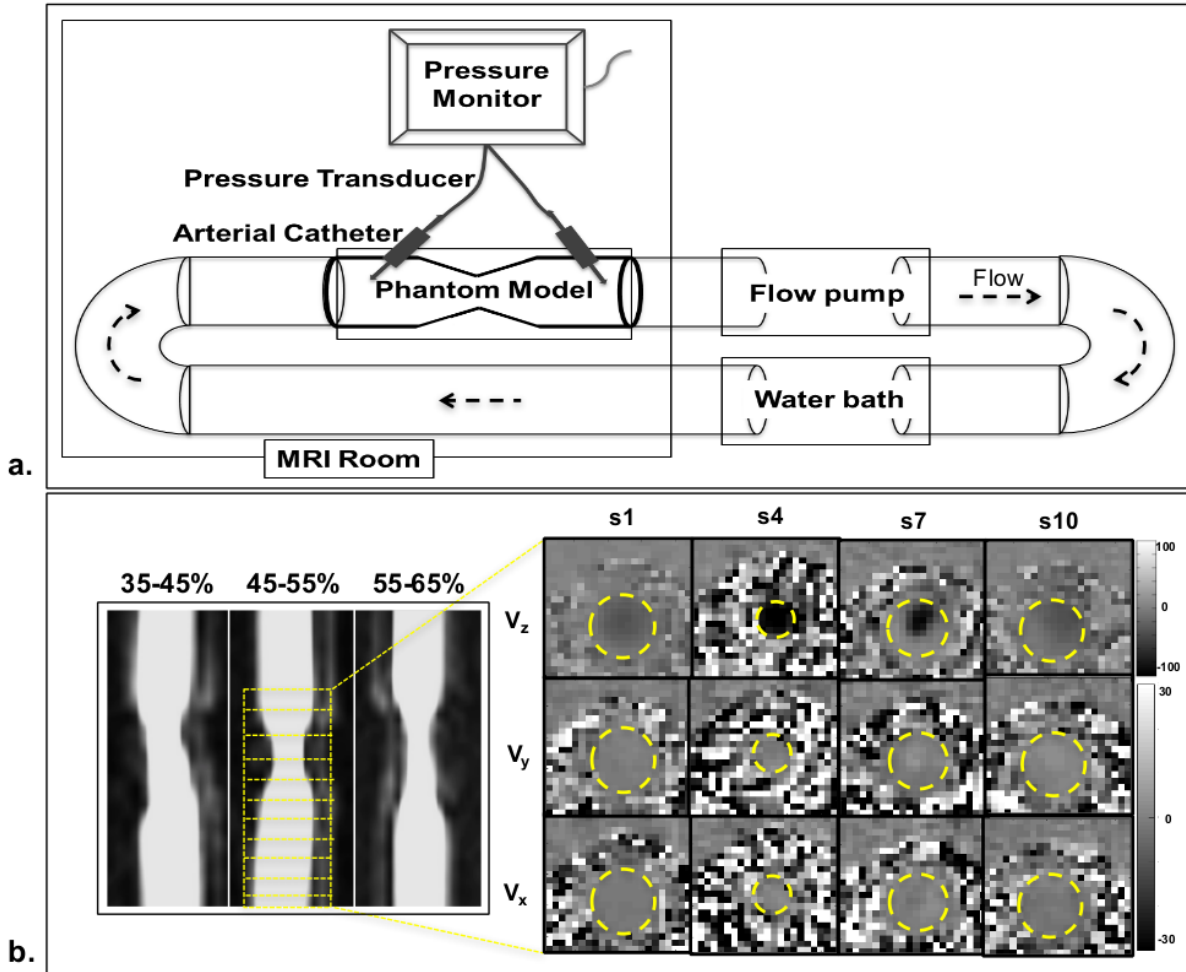 Pressure
Monitor
Pressure Transducer
Arterial Catheter
Phantom Model
Flow pump
Flow
Water bath
MRI Room
a.
s1 s4 s7 s10
35-45% 45-55% 55-65%
Vz
Vy
Vx
100
0
-100
30
0
-30
b.